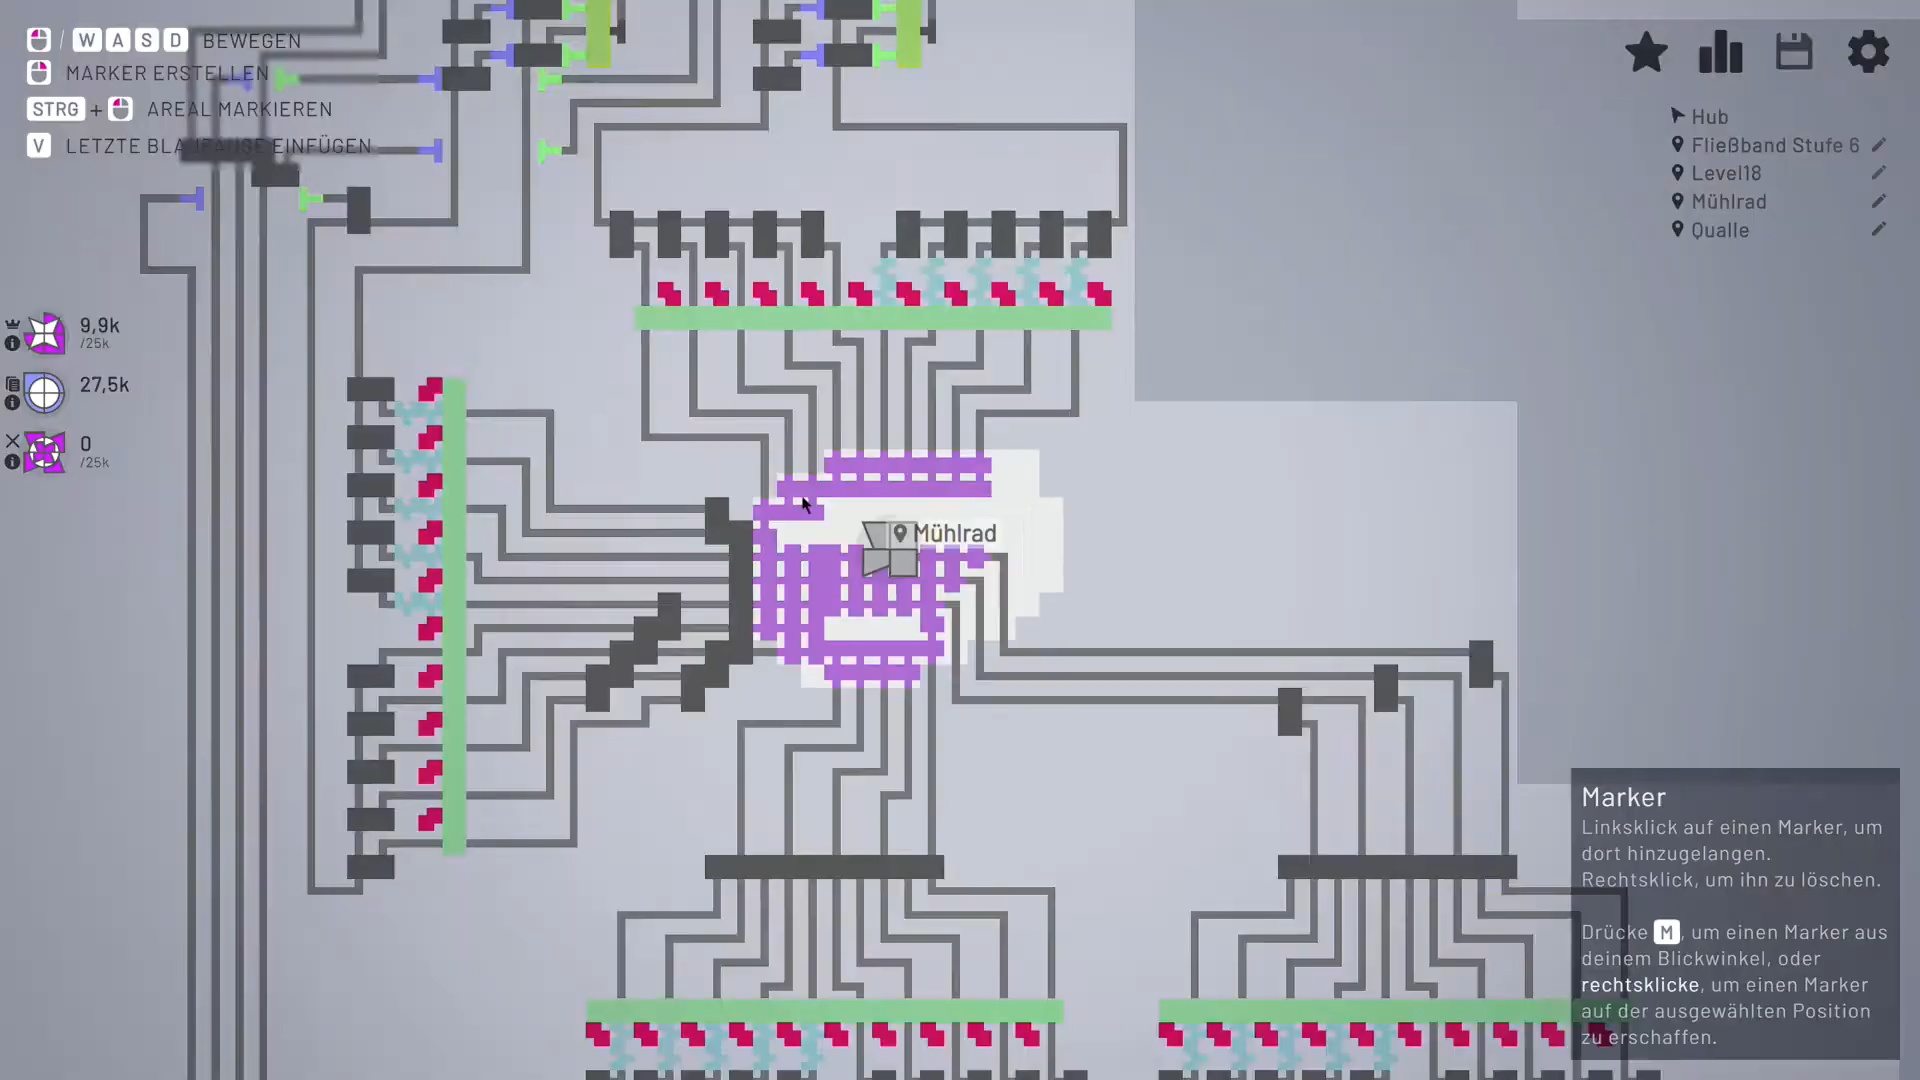 / W A S D BEWEGEN
MARKER ERSTELLEN
STRG + AREAL MARKIEREN
V LETZTE BLAUPAUSE EINFÜGEN
Hub
Fließband Stufe 6
Level18
Mühlrad
Qualle
9,9k
/25k
27,5k
0
/25k
Mühlrad
Marker
Linksklick auf einen Marker, um
dort hinzugelangen.
Rechtsklick, um ihn zu löschen.
Drücke M, um einen Marker aus
deinem Blickwinkel, oder
rechtsklicke, um einen Marker
auf der ausgewählten Position
zu erschaffen.